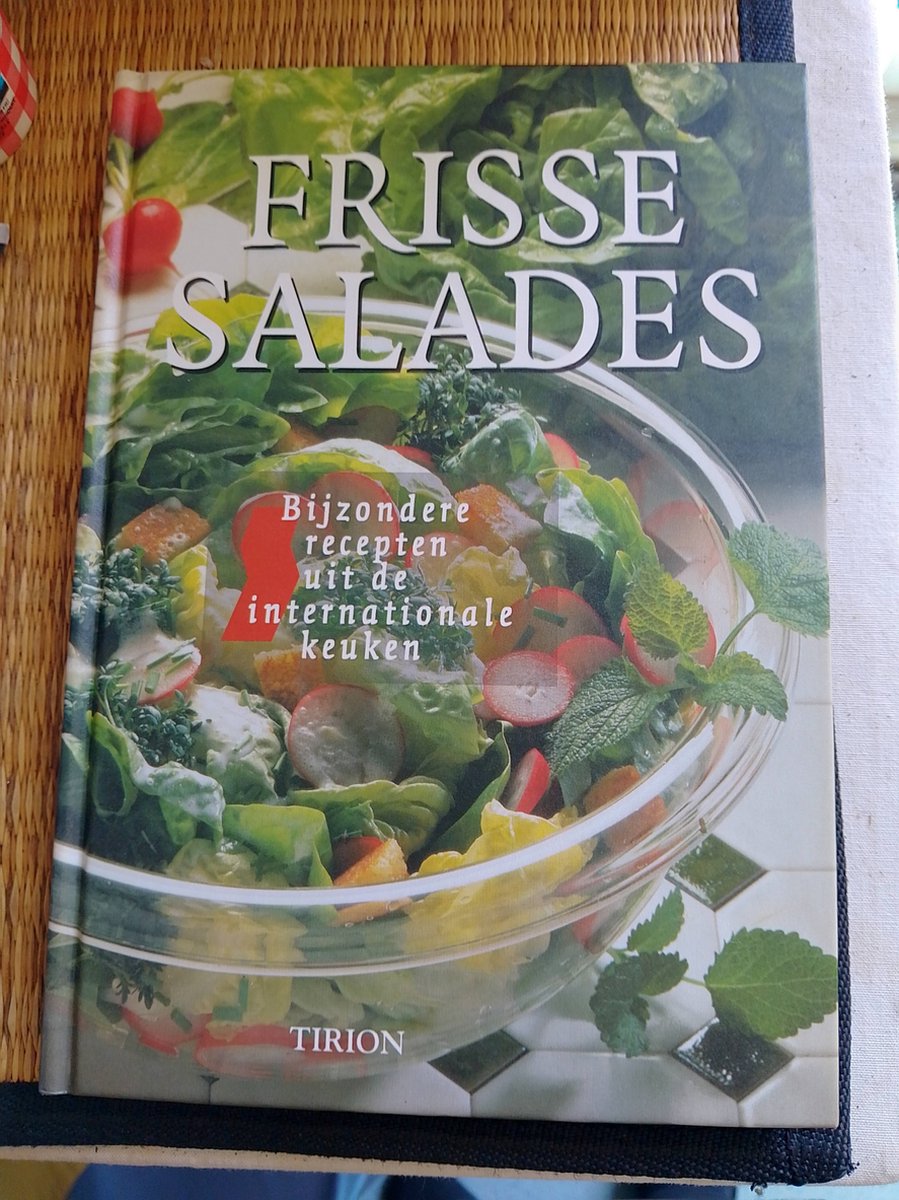 FRISSE
SALADES
Bijzondere
recepten
uit de
internationale
keuken
TIRION